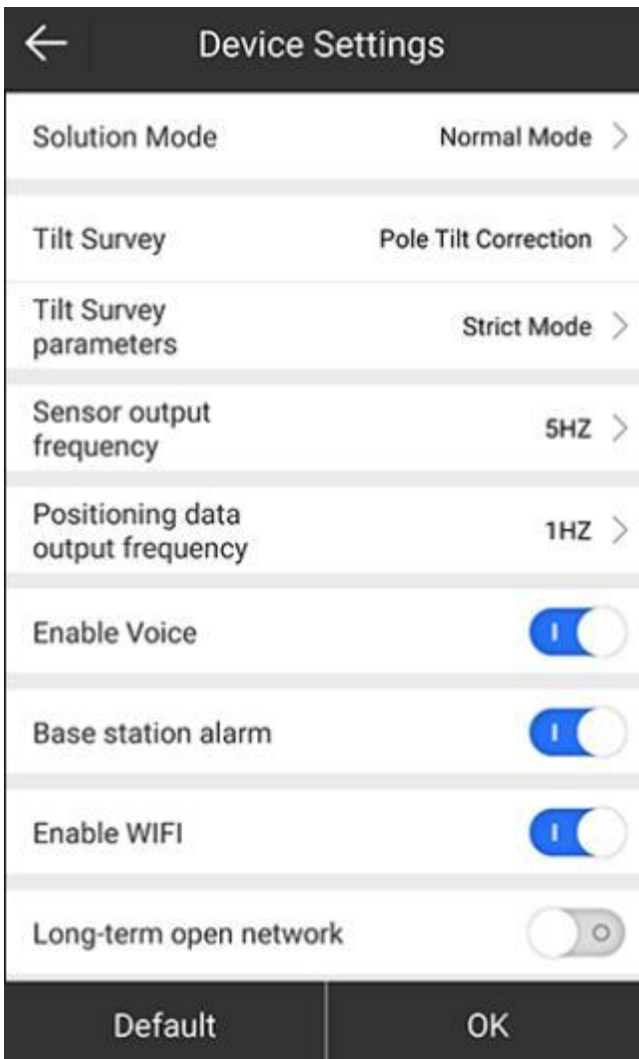 Device Settings
Solution Mode Normal Mode
Tilt Survey Pole Tilt Correction
Tilt Survey
parameters Strict Mode
Sensor output
frequency 5HZ
Positioning data
output frequency 1HZ
Enable Voice
Base station alarm
Enable WIFI
Long-term open network
Default OK